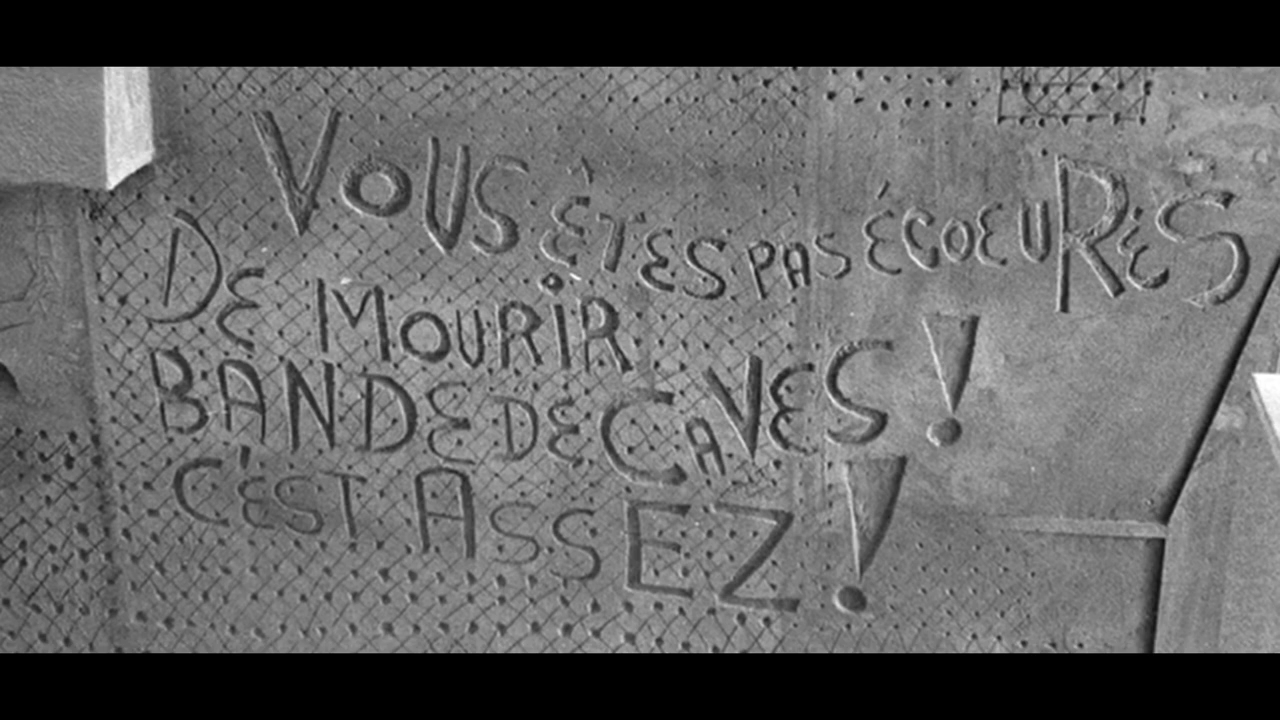 VOUS ÊTES PAS ÉCOEURÉS
DE MOURIR
BANDE DE CAVES !
C'EST ASSEZ !